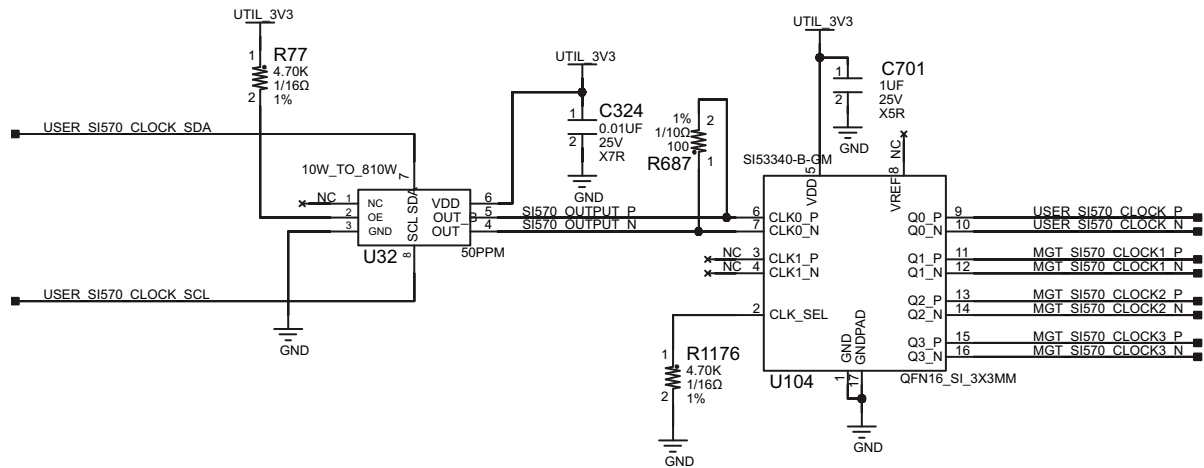 UTIL_3V3
1
R77
4.70K
1/16Ω
1%
2
USER_SI570_CLOCK_SDA
10W_TO_810W
7
NC
1
2
3
NC
OE
GND
SCL SDA
VDD
OUT_B
OUT
6
5
4
8
U32
50PPM
USER_SI570_CLOCK_SCL
GND
UTIL_3V3
1
2
C324
0.01UF
25V
X7R
GND
SI570_OUTPUT_P
SI570_OUTPUT_N
1%
1/10Ω
100
R687
2
1
UTIL_3V3
1
2
C701
1UF
25V
X5R
GND
SI53340-B-GM
5
VDD
8
NC
VREF
6 CLK0_P
7 CLK0_N
NC 3 CLK1_P
NC 4 CLK1_N
2 CLK_SEL
1
R1176
4.70K
1/16Ω
1%
2
GND
U104
GND
GNDPAD
1
17
GND
QFN16_SI_3X3MM
Q0_P 9 USER_SI570_CLOCK_P
Q0_N 10 USER_SI570_CLOCK_N
Q1_P 11 MGT_SI570_CLOCK1_P
Q1_N 12 MGT_SI570_CLOCK1_N
Q2_P 13 MGT_SI570_CLOCK2_P
Q2_N 14 MGT_SI570_CLOCK2_N
Q3_P 15 MGT_SI570_CLOCK3_P
Q3_N 16 MGT_SI570_CLOCK3_N